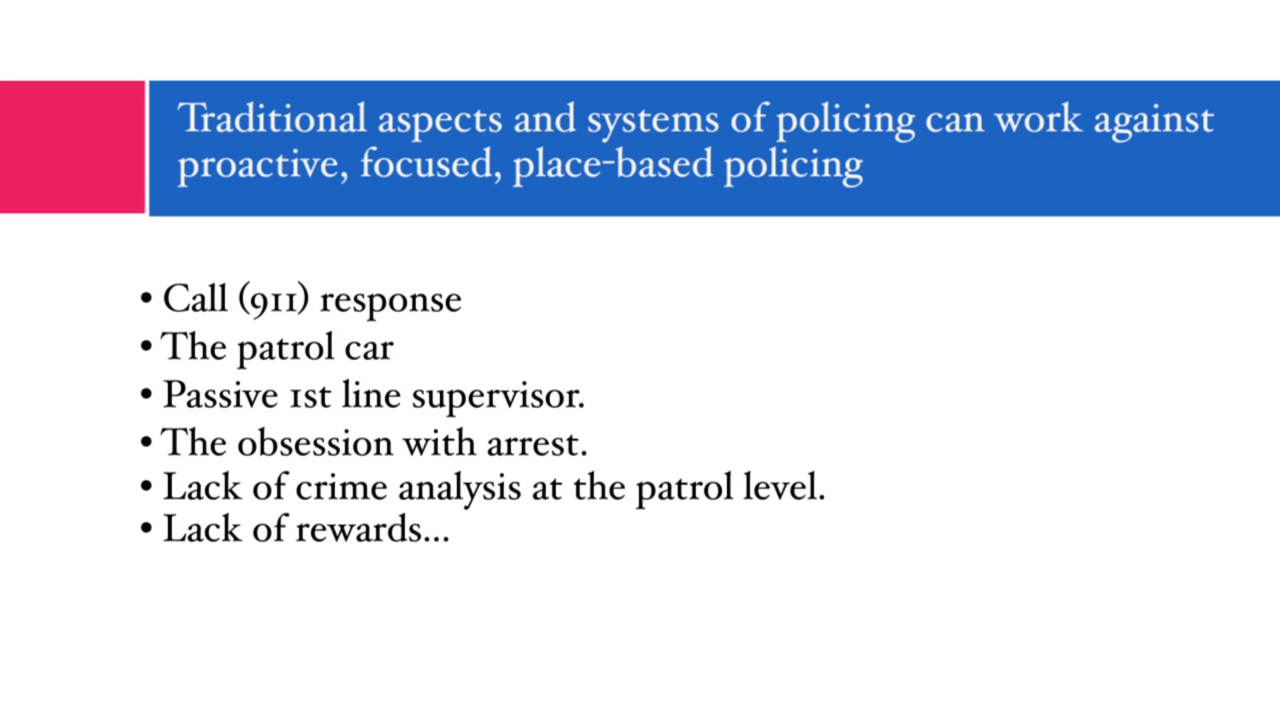 Traditional aspects and systems of policing can work against
proactive, focused, place-based policing
• Call (911) response
• The patrol car
• Passive 1st line supervisor.
• The obsession with arrest.
• Lack of crime analysis at the patrol level.
• Lack of rewards...